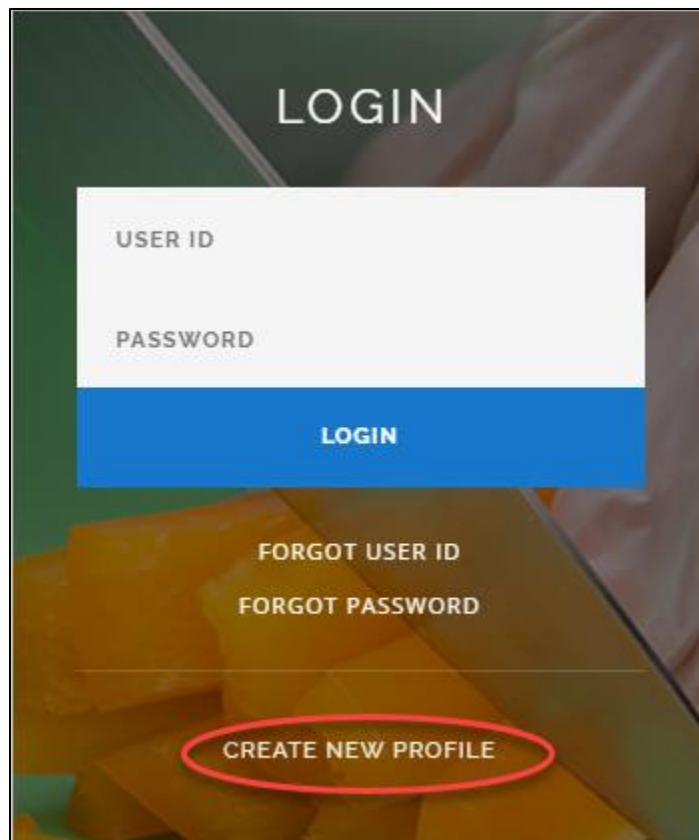 LOGIN
USER ID
PASSWORD
LOGIN
FORGOT USER ID
FORGOT PASSWORD
CREATE NEW PROFILE